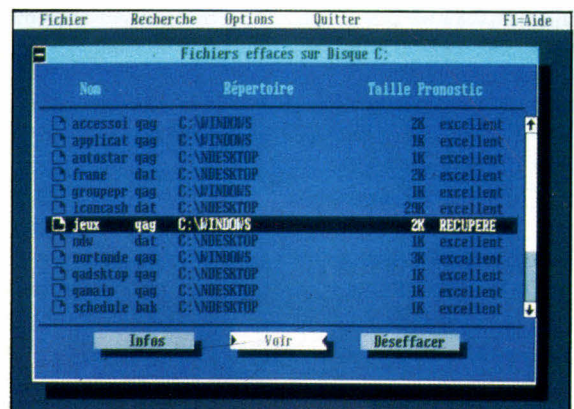 Fichier Recherche Options Quitter F1=Aide
Fichiers effacés sur Disque C:
Nom Répertoire Taille Pronostic
accessoi qag C:\WINDOWS 2K excellent
applicat qag C:\WINDOWS 1K excellent
autostar qag C:\NDESKTOP 1K excellent
frame dat C:\NDESKTOP 2K excellent
groupepr qag C:\WINDOWS 1K excellent
iconcash dat C:\NDESKTOP 29K excellent
jeux qag C:\WINDOWS 2K RECUPERE
ndw dat C:\NDESKTOP 1K excellent
nortonde qag C:\WINDOWS 3K excellent
qadsktop qag C:\NDESKTOP 1K excellent
qamain qag C:\NDESKTOP 1K excellent
schedule bak C:\NDESKTOP 1K excellent
Infos Voir Déseffacer